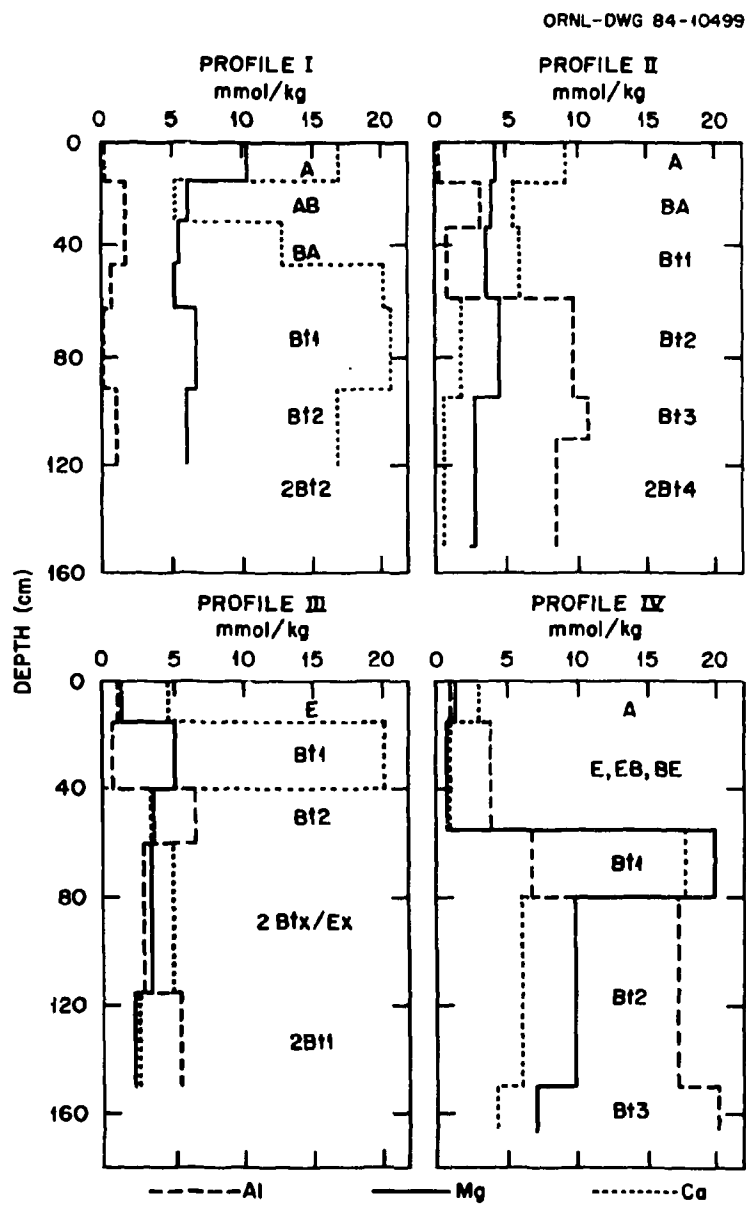 ORNL-DWG 84-10499
PROFILE I
mmol/kg
0 5 10 15 20
0
40
80
120
160
A
AB
BA
Bt1
Bt2
2Bt2
PROFILE II
mmol/kg
0 5 10 15 20
A
BA
Bt1
Bt2
Bt3
2Bt4
DEPTH (cm)
PROFILE III
mmol/kg
0 5 10 15 20
0
40
80
120
160
E
Bt1
Bt2
2 Btx/Ex
2Bt1
PROFILE IV
mmol/kg
0 5 10 15 20
A
E, EB, BE
Bt1
Bt2
Bt3
Al Mg Ca